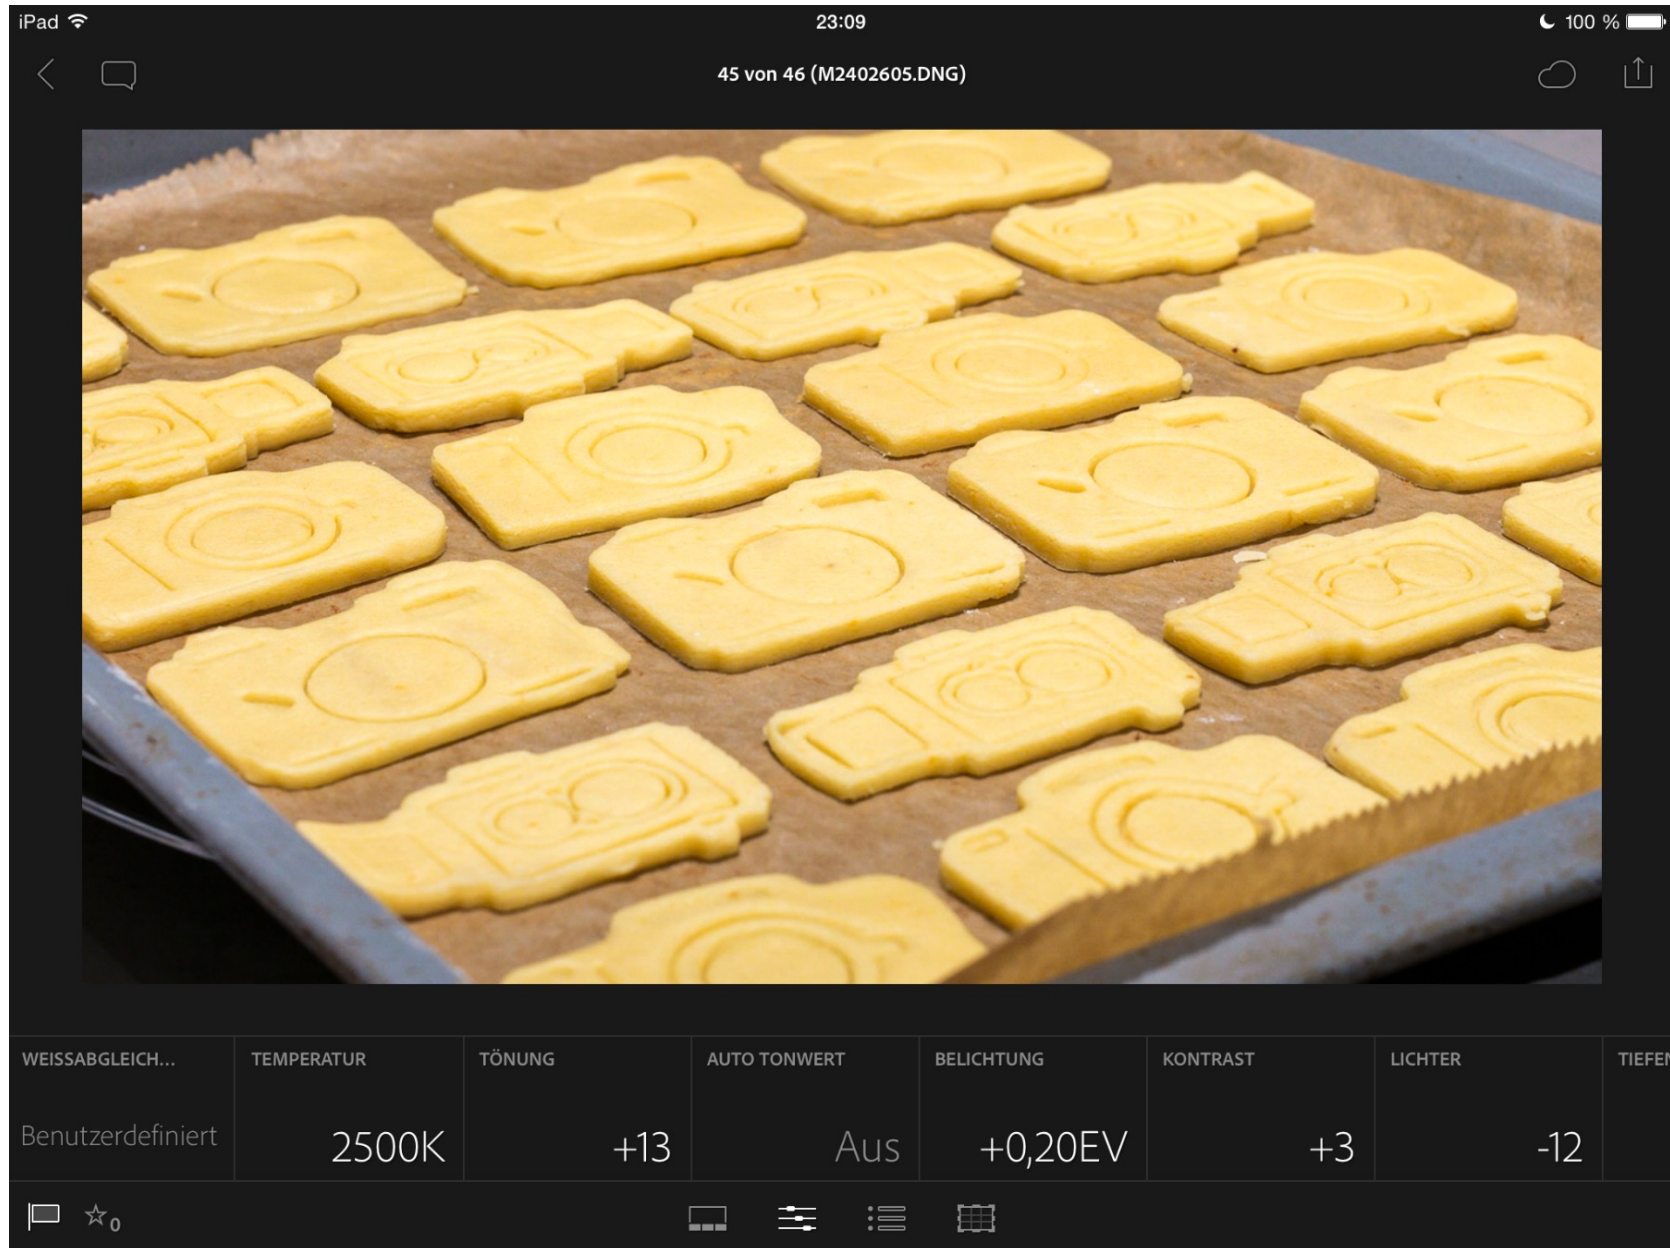 iPad 23:09 100 %
45 von 46 (M2402605.DNG)
WEISSABGLEICH... TEMPERATUR TÖNUNG AUTO TONWERT BELICHTUNG KONTRAST LICHTER TIEFEN
Benutzerdefiniert 2500K +13 Aus +0,20EV +3 -12
0